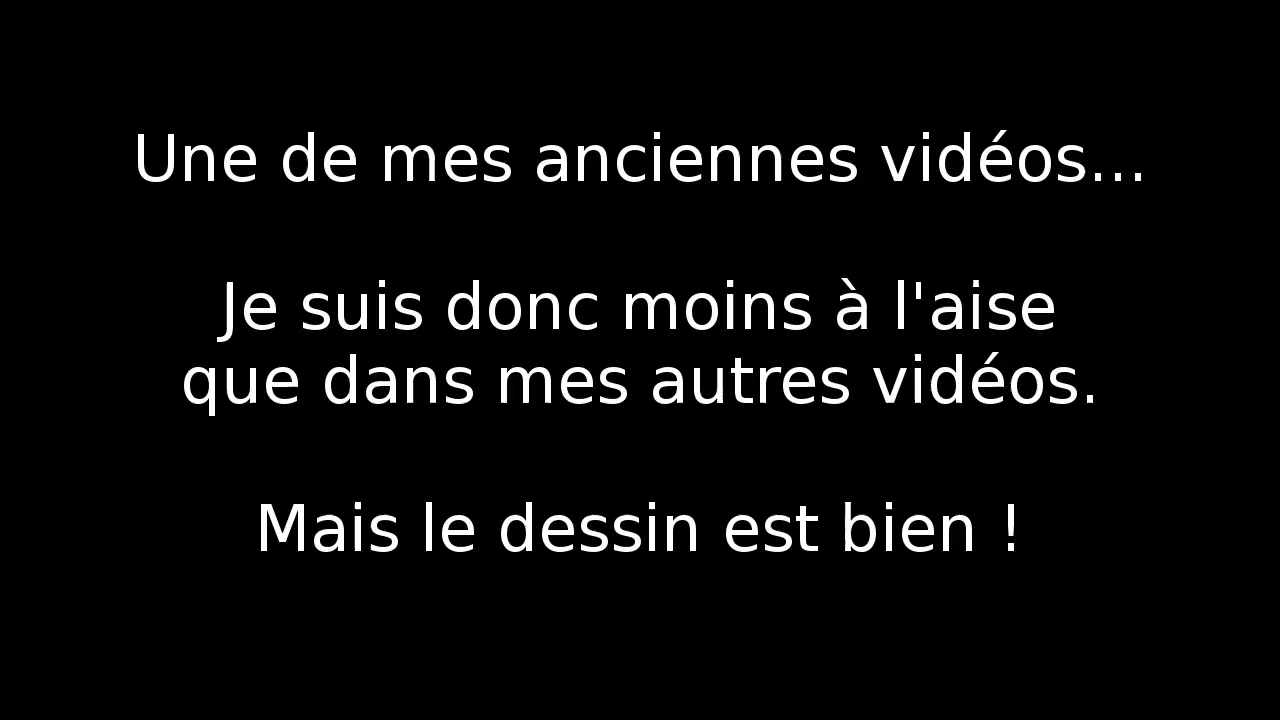 Une de mes anciennes vidéos...
Je suis donc moins à l'aise
que dans mes autres vidéos.
Mais le dessin est bien !